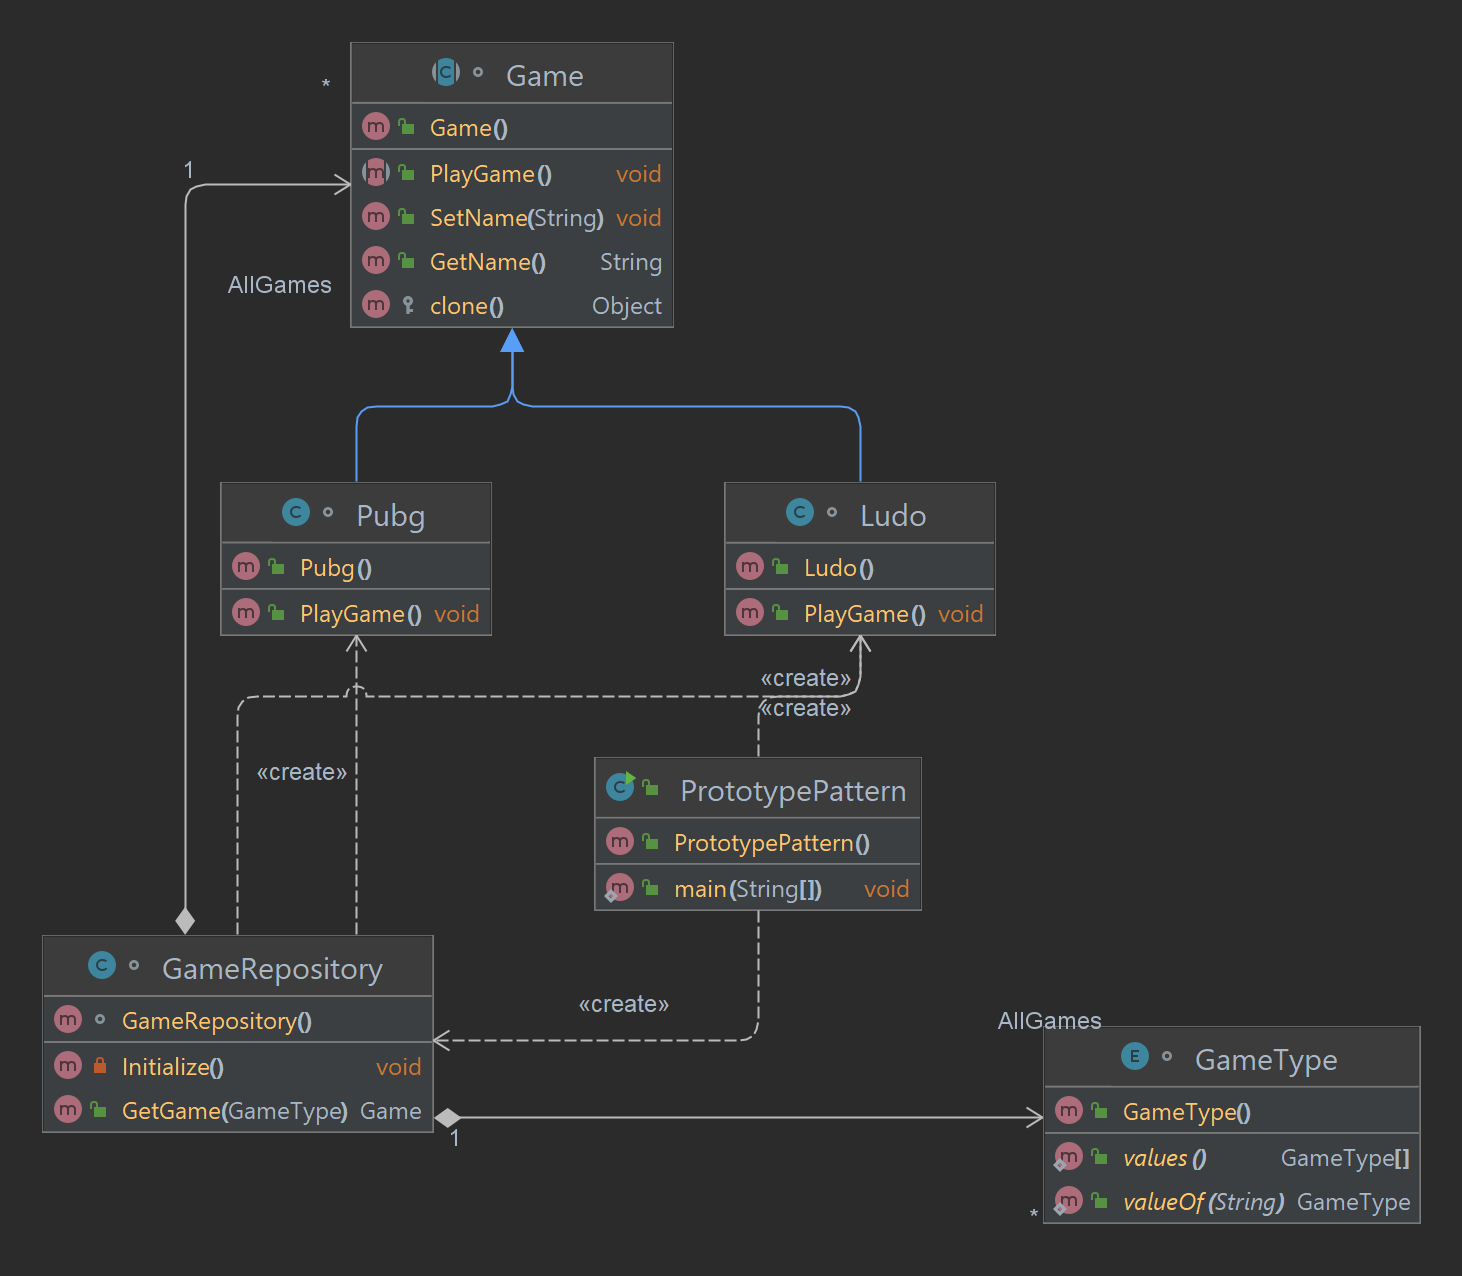 Game
*
Game()
1
PlayGame() void
SetName(String) void
GetName() String
AllGames
clone() Object
Pubg
Pubg()
PlayGame() void
Ludo
Ludo()
PlayGame() void
«create»
«create»
«create»
PrototypePattern
PrototypePattern()
main(String[]) void
GameRepository
GameRepository()
Initialize() void
GetGame(GameType) Game
«create»
1
AllGames
GameType
GameType()
values() GameType[]
valueOf(String) GameType
*